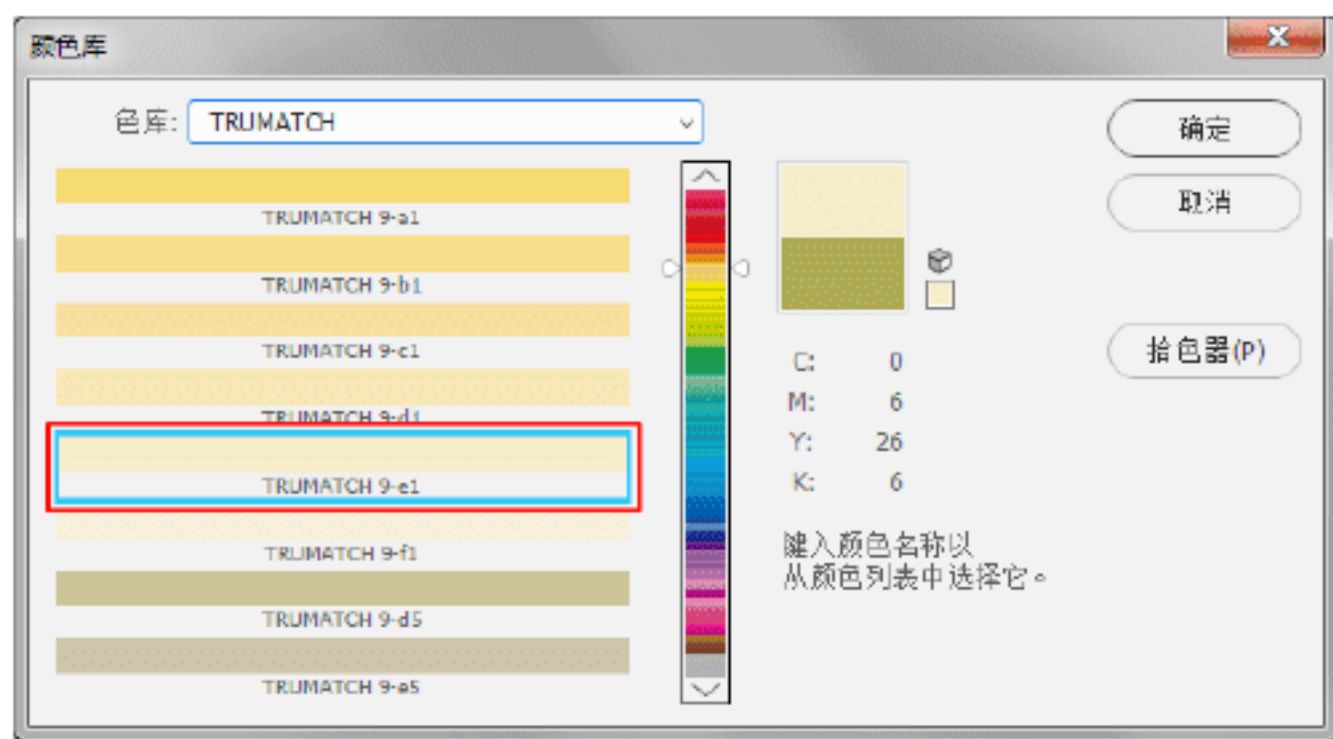 颜色库
色库: TRUMATCH
确定
取消
拾色器(P)
TRUMATCH 9-a1
TRUMATCH 9-b1
TRUMATCH 9-c1
TRUMATCH 9-d1
TRUMATCH 9-e1
TRUMATCH 9-f1
TRUMATCH 9-d5
TRUMATCH 9-e5
C: 0
M: 6
Y: 26
K: 6
键入颜色名称以
从颜色列表中选择它。